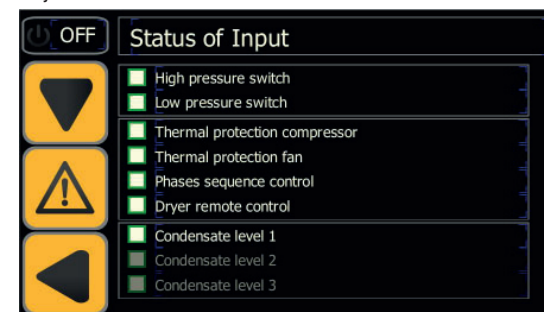 OFF
Status of Input
High pressure switch
Low pressure switch
Thermal protection compressor
Thermal protection fan
Phases sequence control
Dryer remote control
Condensate level 1
Condensate level 2
Condensate level 3